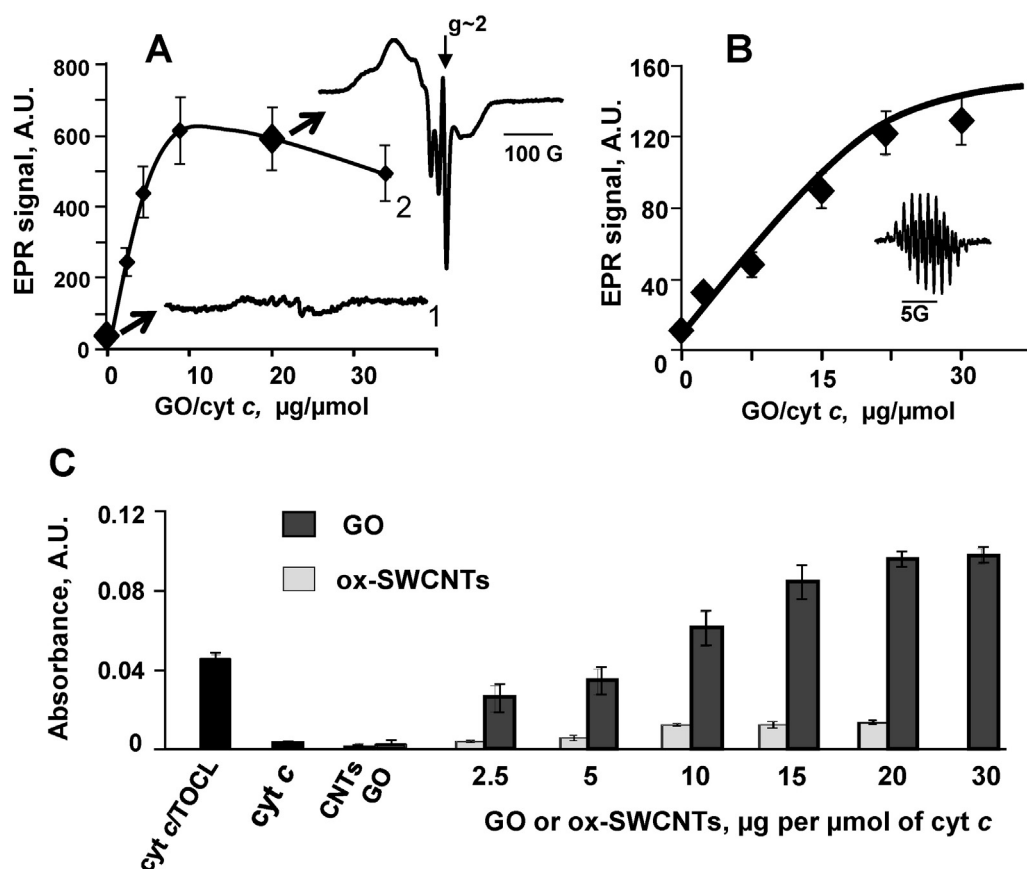 A
g~2
EPR signal, A.U.
800
600
400
200
0
100 G
2
1
0 10 20 30 40
GO/cyt c, µg/µmol
B
EPR signal, A.U.
160
120
80
40
0
5G
0 15 30
GO/cyt c, µg/µmol
C
Absorbance, A.U.
0.12
0.08
0.04
0
GO
ox-SWCNTs
cyt c/TOCL
cyt c
CNTs
GO
2.5 5 10 15 20 30
GO or ox-SWCNTs, µg per µmol of cyt c